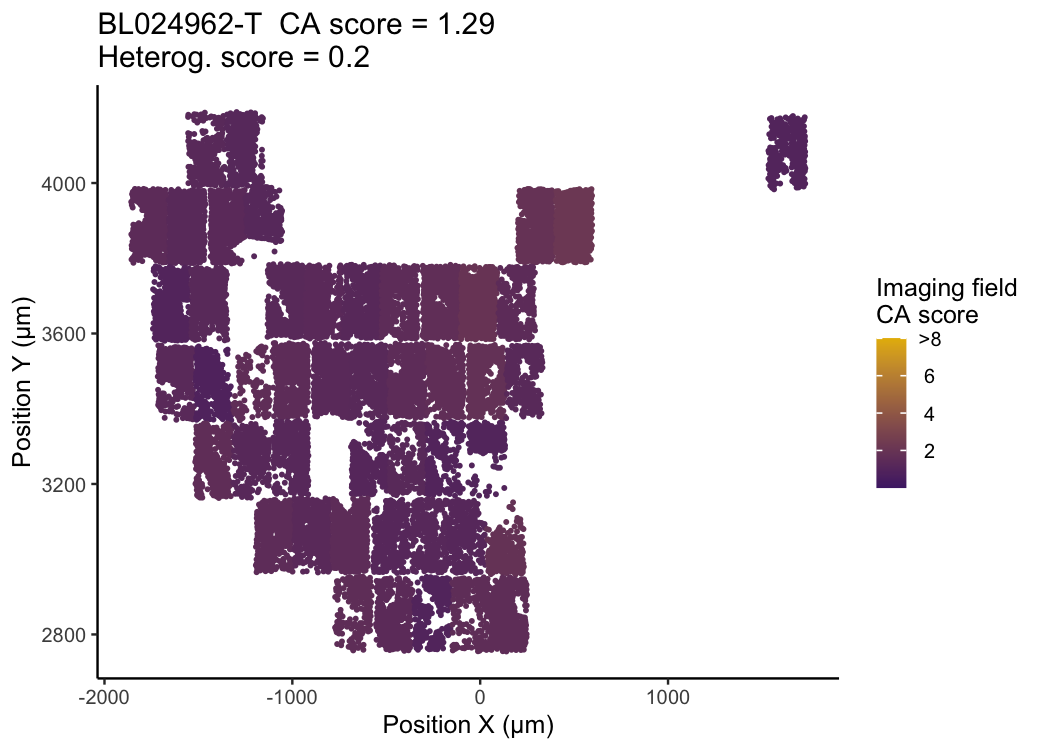 BL024962-T  CA score = 1.29
Heterog. score = 0.2
Position Y (µm)
4000
3600
3200
2800
-2000
-1000
0
1000
Position X (µm)
Imaging field
CA score
>8
6
4
2